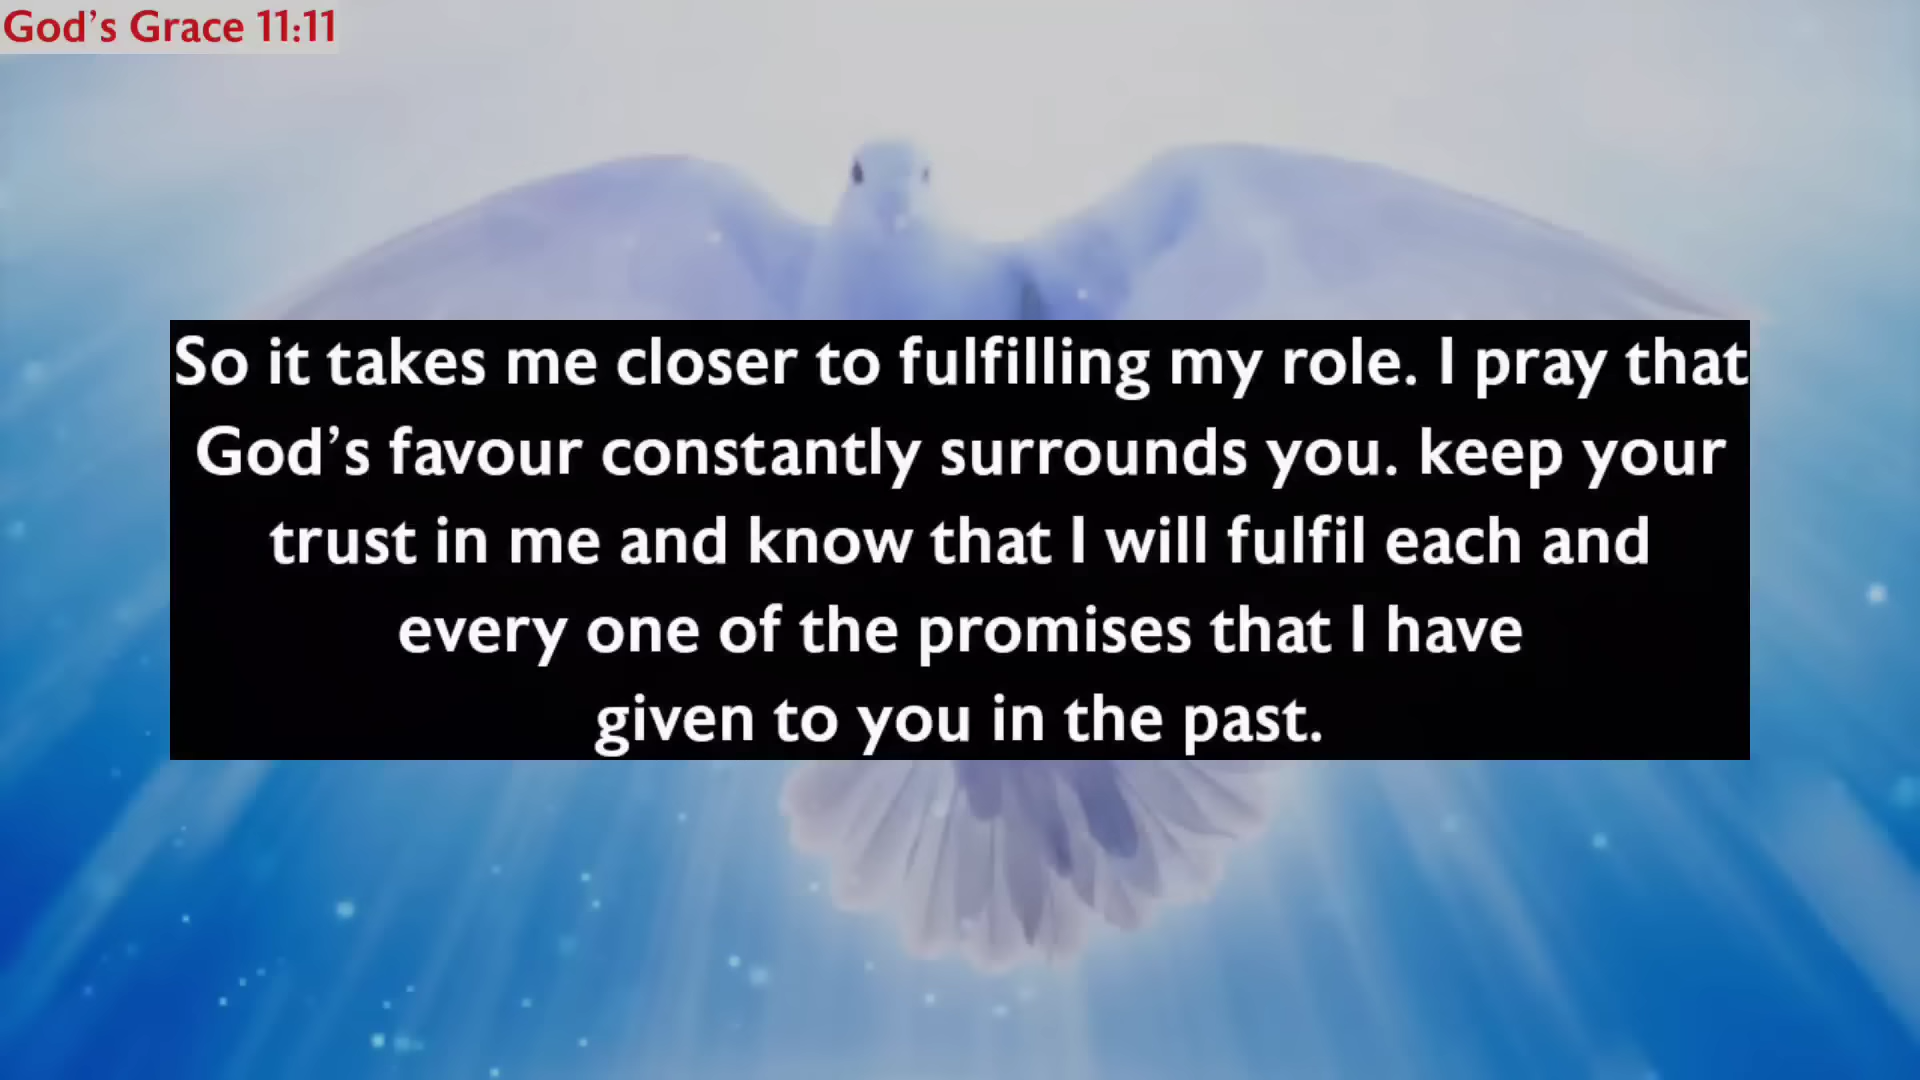 God’s Grace 11:11
So it takes me closer to fulfilling my role. I pray that
God’s favour constantly surrounds you. keep your
trust in me and know that I will fulfil each and
every one of the promises that I have
given to you in the past.